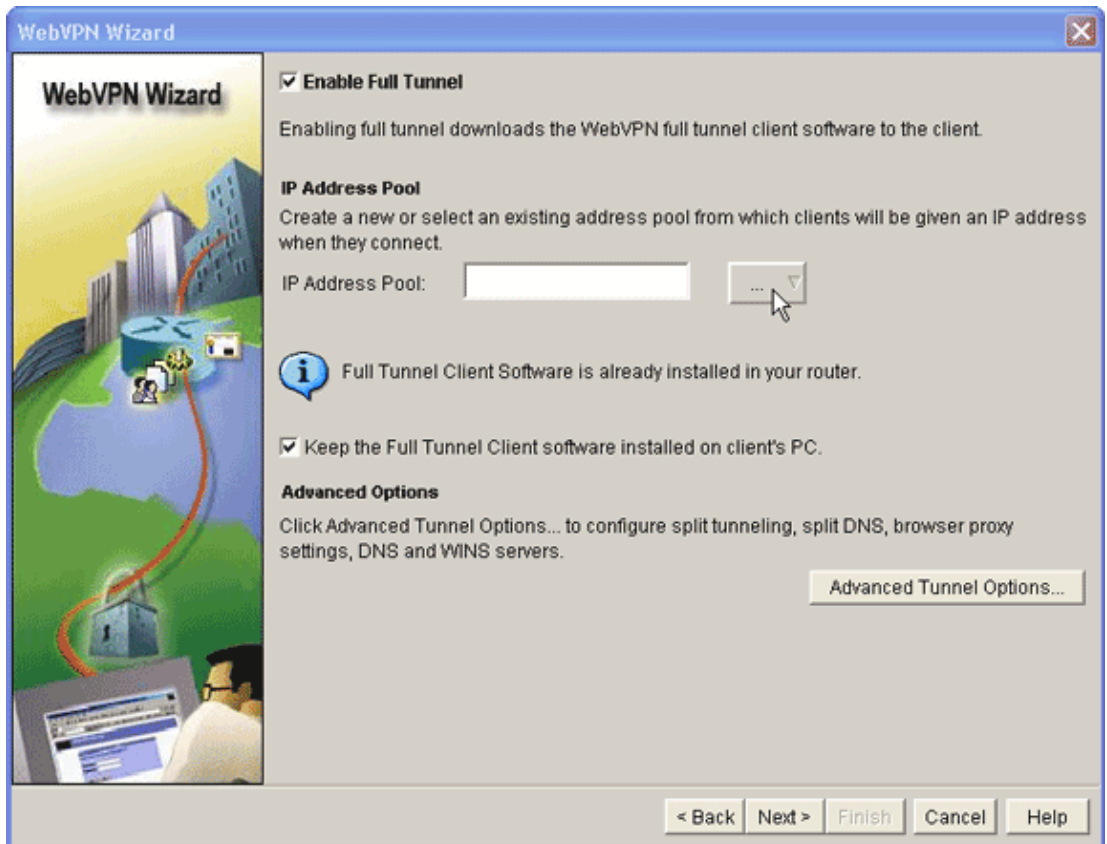 WebVPN Wizard
WebVPN Wizard
Enable Full Tunnel
Enabling full tunnel downloads the WebVPN full tunnel client software to the client.
IP Address Pool
Create a new or select an existing address pool from which clients will be given an IP address
when they connect.
IP Address Pool:
...
Full Tunnel Client Software is already installed in your router.
Keep the Full Tunnel Client software installed on client's PC.
Advanced Options
Click Advanced Tunnel Options... to configure split tunneling, split DNS, browser proxy
settings, DNS and WINS servers.
Advanced Tunnel Options...
< Back Next > Finish Cancel Help